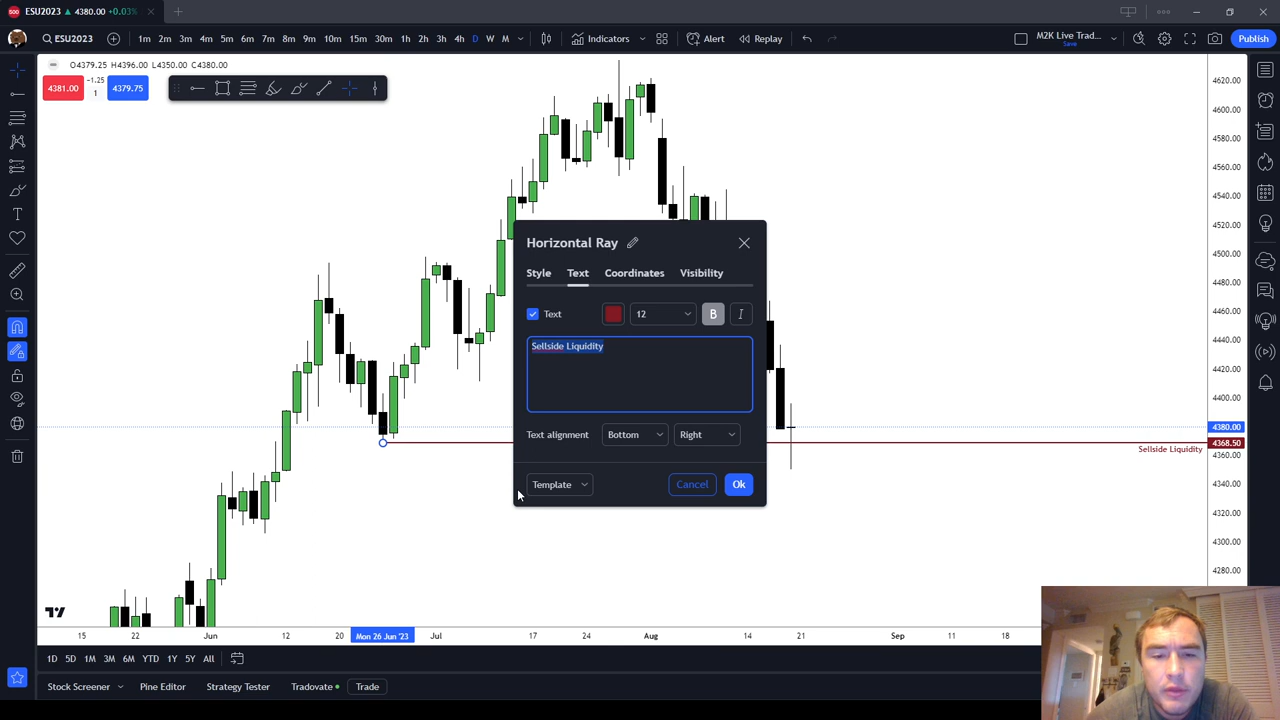 ESU2023 ▲ 4380.00 +0.03%
ESU2023 1m 2m 3m 4m 5m 6m 7m 8m 9m 10m 15m 30m 1h 2h 3h 4h D W M Indicators Alert Replay M2K Live Trad... Save Publish
O4379.25 H4396.00 L4350.00 C4380.00
4381.00 -1.25 1 4379.75
4620.00
4600.00
4580.00
4560.00
4540.00
4520.00
4500.00
4480.00
4460.00
4440.00
4420.00
4400.00
4380.00
4368.50
4360.00
4340.00
4320.00
4300.00
4280.00
Sellside Liquidity
Horizontal Ray
Style Text Coordinates Visibility
Text 12 B I
Sellside Liquidity
Text alignment Bottom Right
Template Cancel Ok
15 22 Jun 12 20 Mon 26 Jun '23 Jul 17 24 Aug 14 21 Sep 11 18
1D 5D 1M 3M 6M YTD 1Y 5Y All
Stock Screener Pine Editor Strategy Tester Tradovate Trade